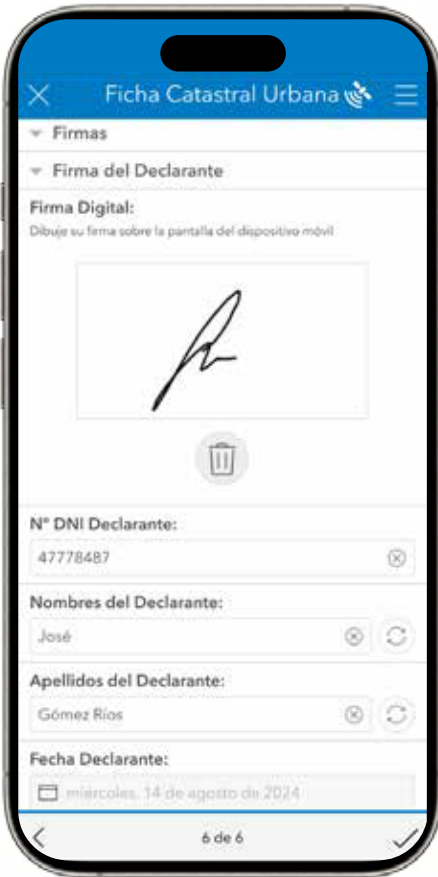 Ficha Catastral Urbana
Firmas
Firma del Declarante
Firma Digital:
Dibuje su firma sobre la pantalla del dispositivo móvil
N° DNI Declarante:
47778487
Nombres del Declarante:
José
Apellidos del Declarante:
Gómez Rios
Fecha Declarante:
miércoles, 14 de agosto de 2024
6 de 6